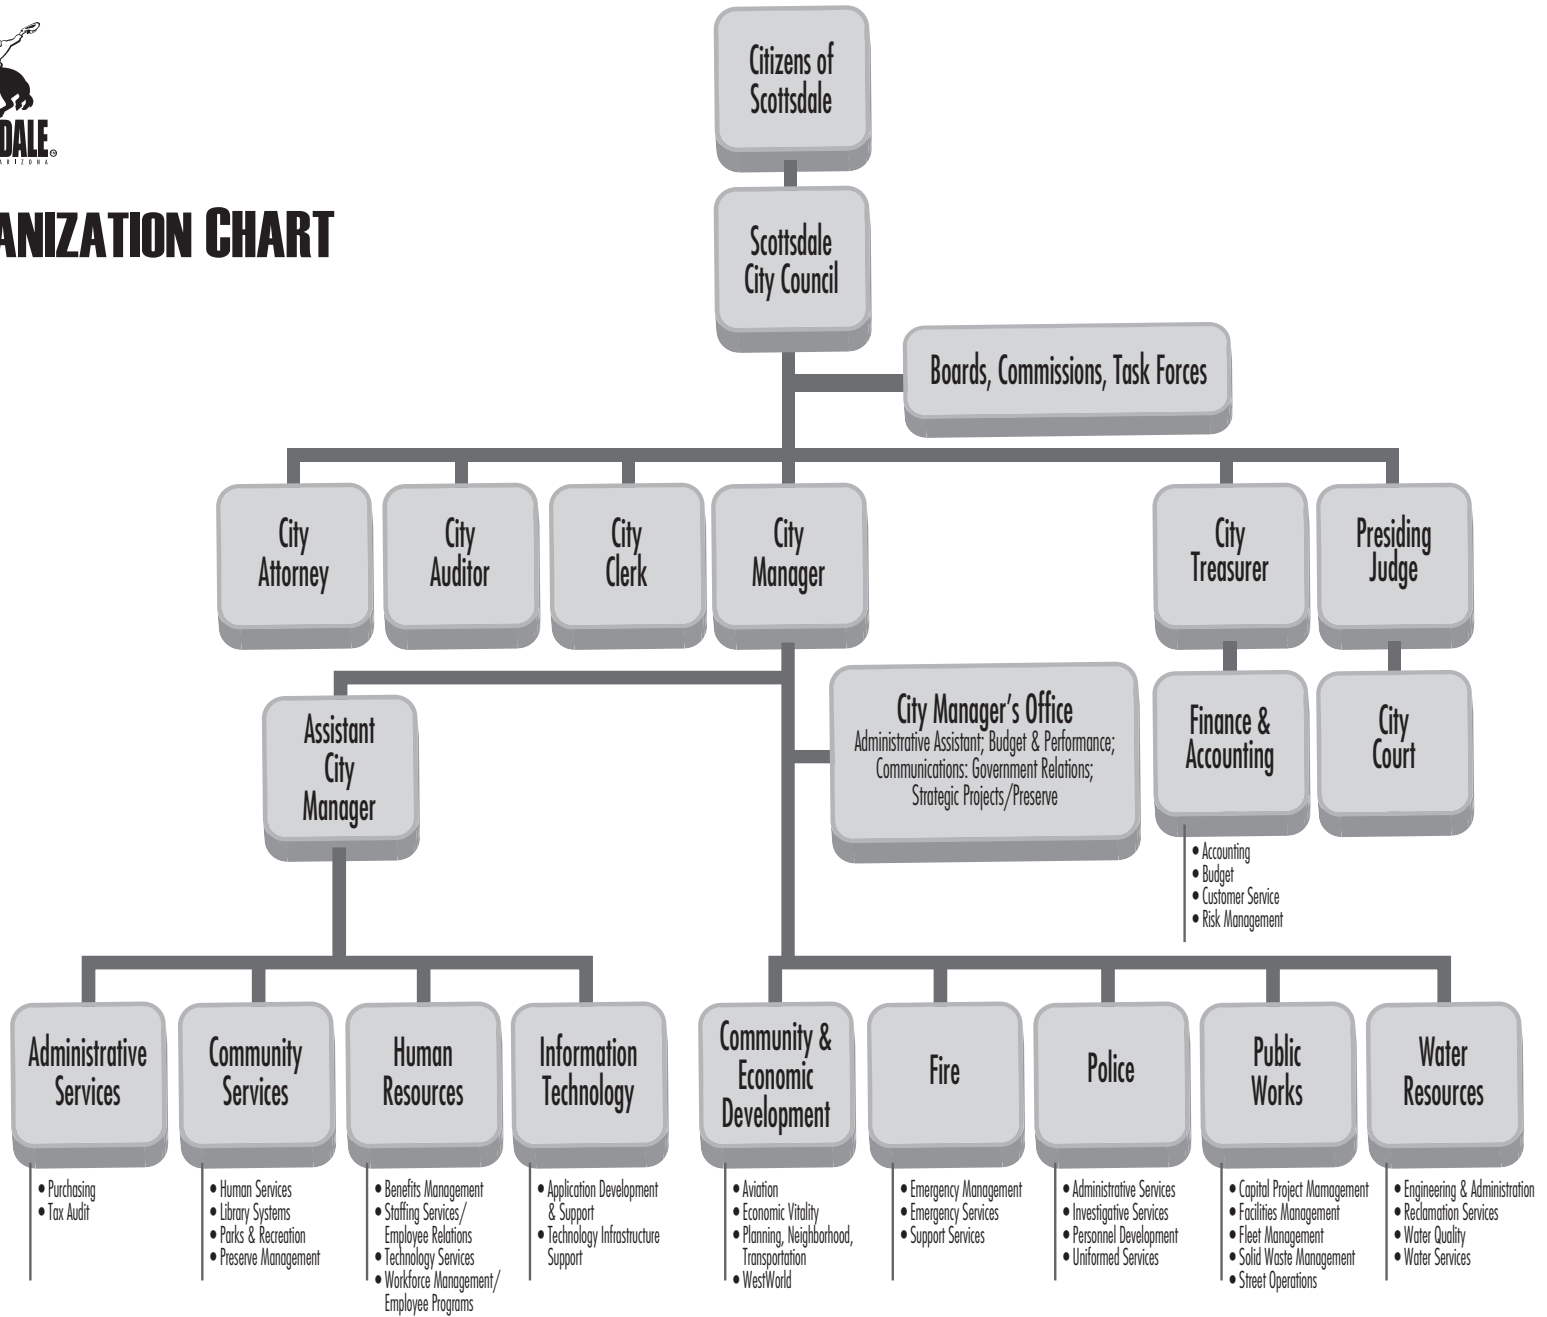 Citizens of
Scottsdale
DALE
ARIZONA
ANIZATION CHART
Scottsdale
City Council
Boards, Commissions, Task Forces
City
Attorney
City
Auditor
City
Clerk
City
Manager
City
Treasurer
Presiding
Judge
Assistant
City
Manager
City Manager's Office
Administrative Assistant; Budget & Performance;
Communications: Government Relations;
Strategic Projects/Preserve
Finance &
Accounting
City
Court
• Accounting
• Budget
• Customer Service
• Risk Management
Administrative
Services
Community
Services
Human
Resources
Information
Technology
Community &
Economic
Development
Fire
Police
Public
Works
Water
Resources
• Purchasing
• Tax Audit
• Human Services
• Library Systems
• Parks & Recreation
• Preserve Management
• Benefits Management
• Staffing Services/
Employee Relations
• Technology Services
• Workforce Management/
Employee Programs
• Application Development
& Support
• Technology Infrastructure
Support
• Aviation
• Economic Vitality
• Planning, Neighborhood,
Transportation
• WestWorld
• Emergency Management
• Emergency Services
• Support Services
• Administrative Services
• Investigative Services
• Personnel Development
• Uniformed Services
• Capital Project Mamagement
• Facilities Management
• Fleet Management
• Solid Waste Management
• Street Operations
• Engineering & Administration
• Reclamation Services
• Water Quality
• Water Services